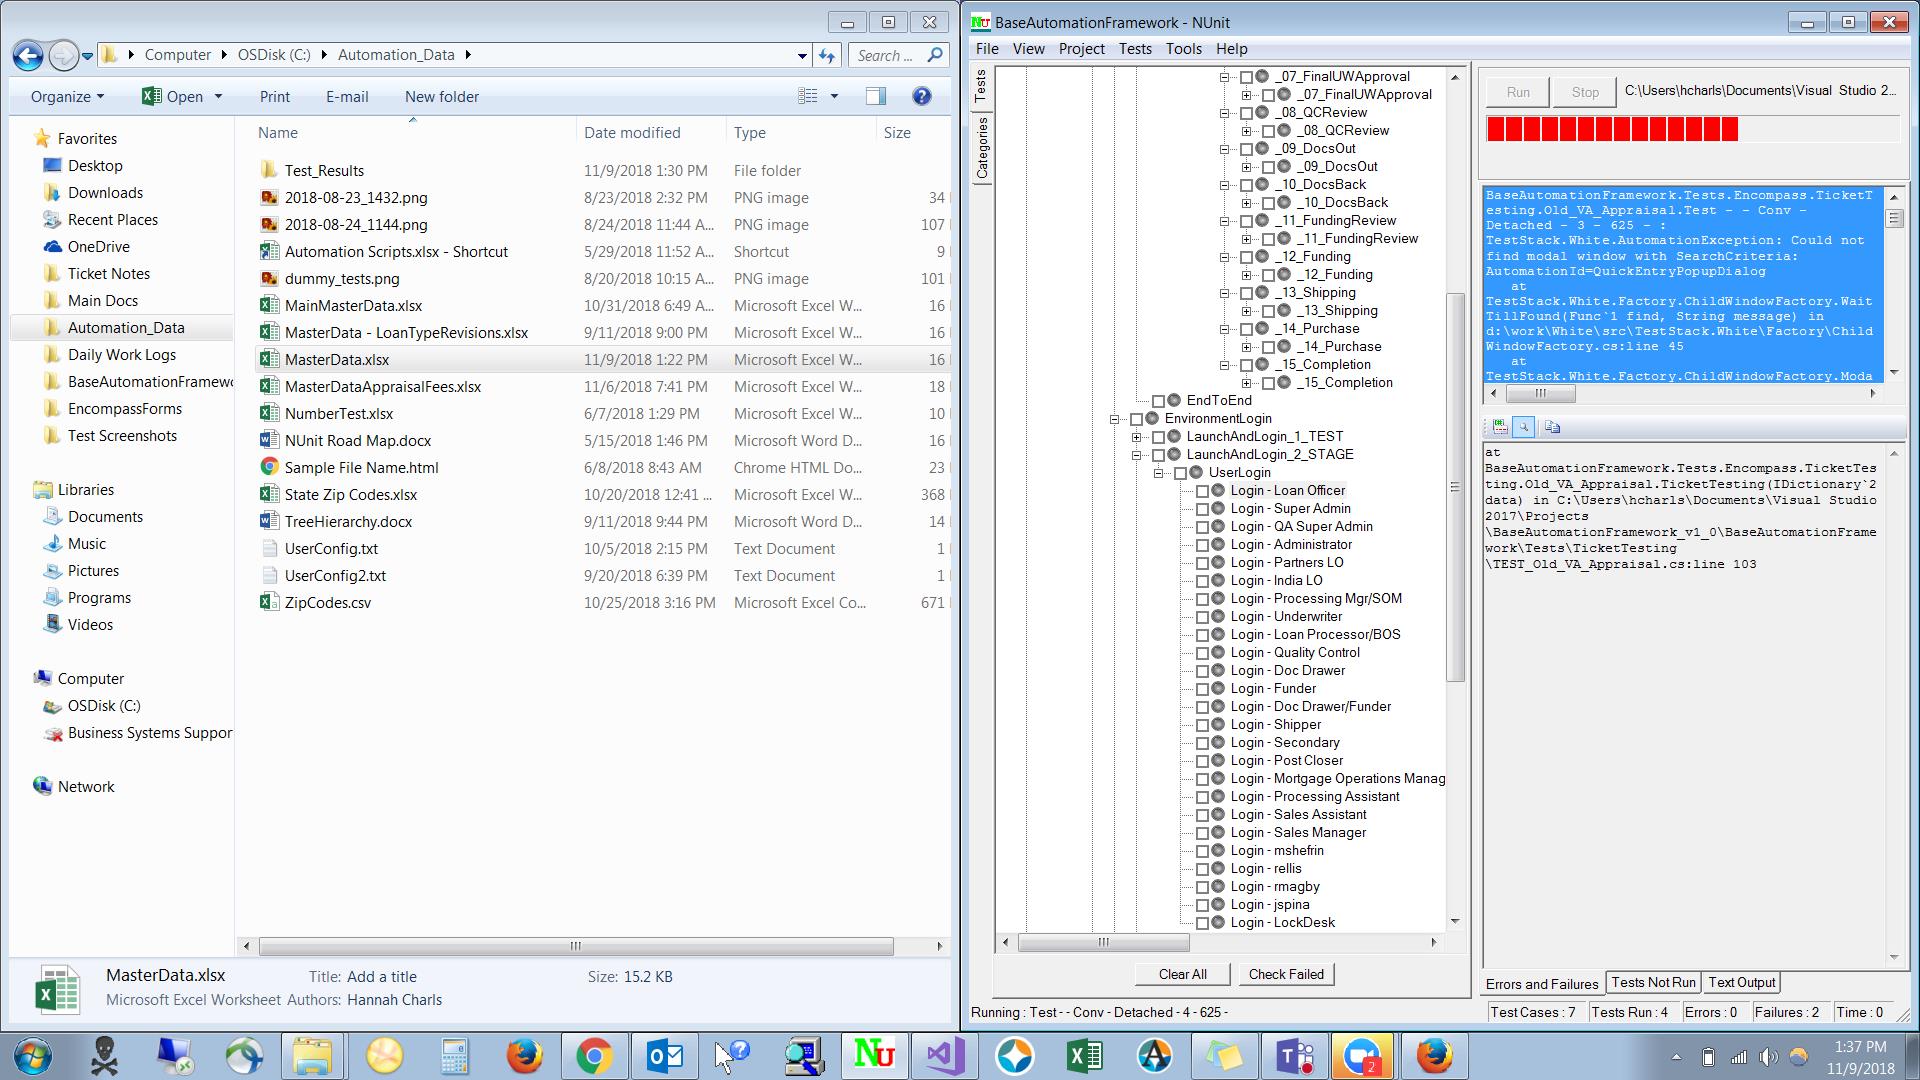 Computer
OSDisk (C:)
Automation_Data
Search ...
Organize
Open
Print
E-mail
New folder
Favorites
Desktop
Downloads
Recent Places
OneDrive
Ticket Notes
Main Docs
Automation_Data
Daily Work Logs
BaseAutomationFramewo
EncompassForms
Test Screenshots
Libraries
Documents
Music
Pictures
Programs
Videos
Computer
OSDisk (C:)
Business Systems Suppor
Network
Name Date modified Type Size
Test_Results 11/9/2018 1:30 PM File folder
2018-08-23_1432.png 8/23/2018 2:32 PM PNG image 34
2018-08-24_1144.png 8/24/2018 11:44 A... PNG image 107
Automation Scripts.xlsx - Shortcut 5/29/2018 11:52 A... Shortcut 9
dummy_tests.png 8/20/2018 10:15 A... PNG image 101
MainMasterData.xlsx 10/31/2018 6:49 A... Microsoft Excel W... 16
MasterData - LoanTypeRevisions.xlsx 9/11/2018 9:00 PM Microsoft Excel W... 16
MasterData.xlsx 11/9/2018 1:22 PM Microsoft Excel W... 16
MasterDataAppraisalFees.xlsx 11/6/2018 7:41 PM Microsoft Excel W... 18
NumberTest.xlsx 6/7/2018 1:29 PM Microsoft Excel W... 10
NUnit Road Map.docx 5/15/2018 1:46 PM Microsoft Word D... 16
Sample File Name.html 6/8/2018 8:43 AM Chrome HTML Do... 23
State Zip Codes.xlsx 10/20/2018 12:41 ... Microsoft Excel W... 368
TreeHierarchy.docx 9/11/2018 9:44 PM Microsoft Word D... 14
UserConfig.txt 10/5/2018 2:15 PM Text Document 1
UserConfig2.txt 9/20/2018 6:39 PM Text Document 1
ZipCodes.csv 10/25/2018 3:16 PM Microsoft Excel Co... 671
MasterData.xlsx Title: Add a title Size: 15.2 KB
Microsoft Excel Worksheet Authors: Hannah Charls
BaseAutomationFramework - NUnit
File View Project Tests Tools Help
Tests
Categories
_07_FinalUWApproval
_07_FinalUWApproval
_08_QCReview
_08_QCReview
_09_DocsOut
_09_DocsOut
_10_DocsBack
_10_DocsBack
_11_FundingReview
_11_FundingReview
_12_Funding
_12_Funding
_13_Shipping
_13_Shipping
_14_Purchase
_14_Purchase
_15_Completion
_15_Completion
EndToEnd
EnvironmentLogin
LaunchAndLogin_1_TEST
LaunchAndLogin_2_STAGE
UserLogin
Login - Loan Officer
Login - Super Admin
Login - QA Super Admin
Login - Administrator
Login - Partners LO
Login - India LO
Login - Processing Mgr/SOM
Login - Underwriter
Login - Loan Processor/BOS
Login - Quality Control
Login - Doc Drawer
Login - Funder
Login - Doc Drawer/Funder
Login - Shipper
Login - Secondary
Login - Post Closer
Login - Mortgage Operations Manag
Login - Processing Assistant
Login - Sales Assistant
Login - Sales Manager
Login - mshefrin
Login - rellis
Login - rmagby
Login - jspina
Login - LockDesk
Clear All Check Failed
Run Stop C:\Users\hcharls\Documents\Visual Studio 2...
BaseAutomationFramework.Tests.Encompass.TicketT
esting.Old_VA_Appraisal.Test - - Conv -
Detached - 3 - 625 - :
TestStack.White.AutomationException: Could not
find modal window with SearchCriteria:
AutomationId=QuickEntryPopupDialog
at
TestStack.White.Factory.ChildWindowFactory.Wait
TillFound(Func`1 find, String message) in
d:\work\White\src\TestStack.White\Factory\Child
WindowFactory.cs:line 45
at
TestStack.White.Factory.ChildWindowFactory.Moda
at
BaseAutomationFramework.Tests.Encompass.TicketTes
ting.Old_VA_Appraisal.TicketTesting(IDictionary`2
data) in C:\Users\hcharls\Documents\Visual Studio
2017\Projects
\BaseAutomationFramework_v1_0\BaseAutomationFrame
work\Tests\TicketTesting
\TEST_Old_VA_Appraisal.cs:line 103
Errors and Failures Tests Not Run Text Output
Running : Test - - Conv - Detached - 4 - 625 - Test Cases : 7 Tests Run : 4 Errors : 0 Failures : 2 Time : 0
2
1:37 PM
11/9/2018